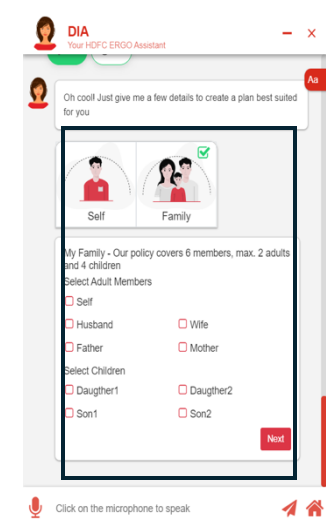 DIA
Your HDFC ERGO Assistant
Aa
Oh cool! Just give me a few details to create a plan best suited
for you
Self Family
My Family - Our policy covers 6 members, max. 2 adults
and 4 children
Select Adult Members
Self
Husband Wife
Father Mother
Select Children
Daugther1 Daugther2
Son1 Son2
Next
Click on the microphone to speak